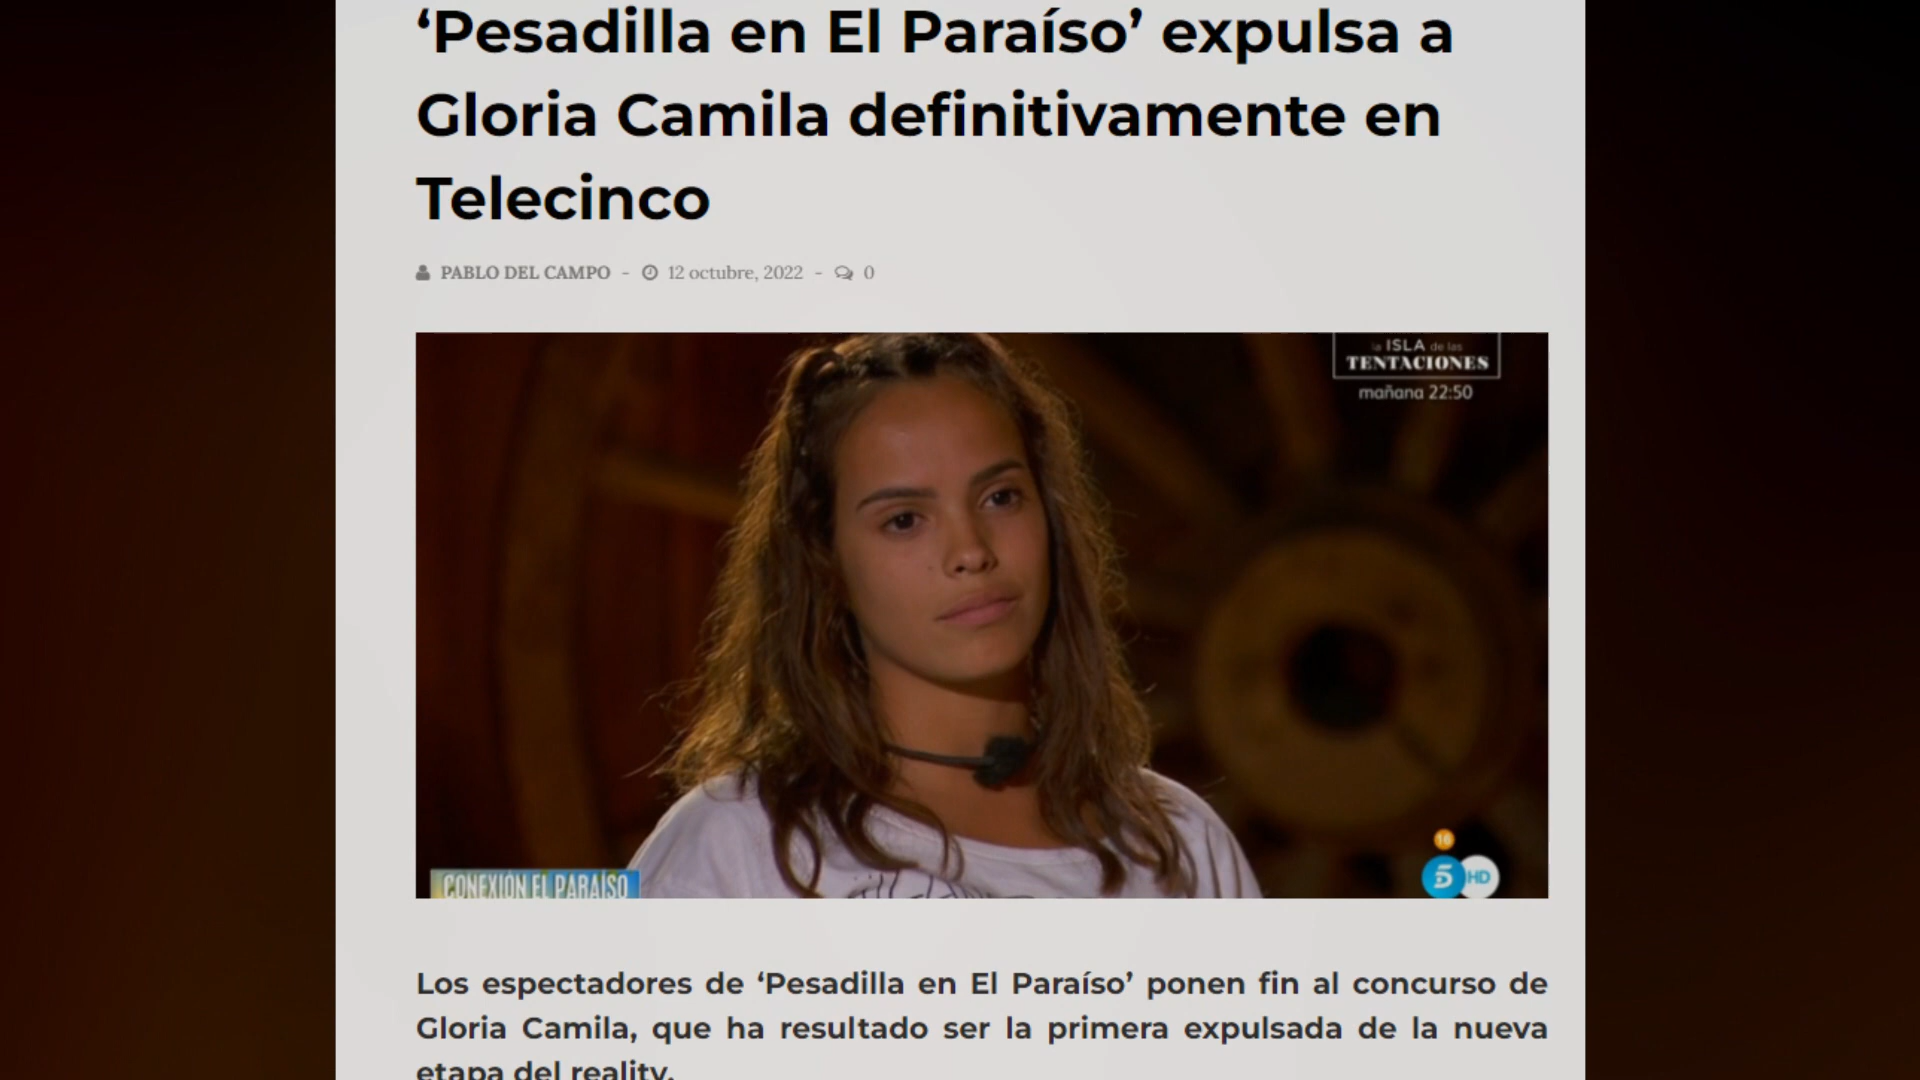 ‘Pesadilla en El Paraíso’ expulsa a
Gloria Camila definitivamente en
Telecinco
PABLO DEL CAMPO - 12 octubre, 2022 - 0
la ISLA de las
TENTACIONES
mañana 22:50
16
5 HD
CONEXIÓN EL PARAÍSO
Los espectadores de ‘Pesadilla en El Paraíso’ ponen fin al concurso de
Gloria Camila, que ha resultado ser la primera expulsada de la nueva
etapa del reality.